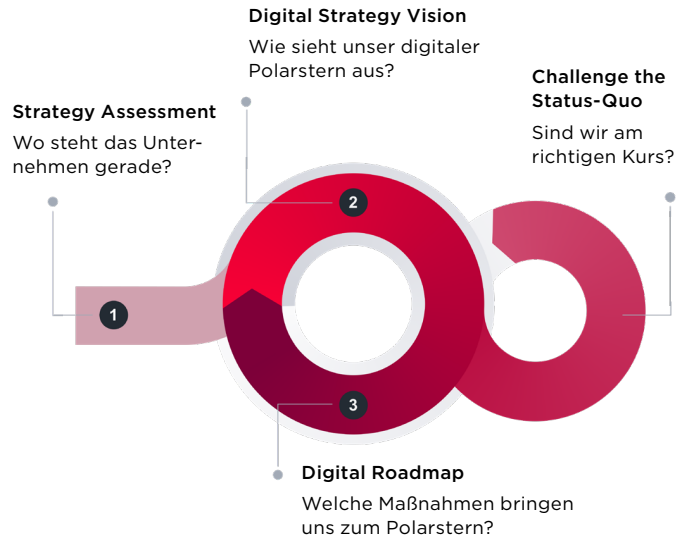 Digital Strategy Vision
Wie sieht unser digitaler
Polarstern aus?
Challenge the
Status-Quo
Sind wir am
richtigen Kurs?
Strategy Assessment
Wo steht das Unter-
nehmen gerade?
2
1
3
Digital Roadmap
Welche Maßnahmen bringen
uns zum Polarstern?